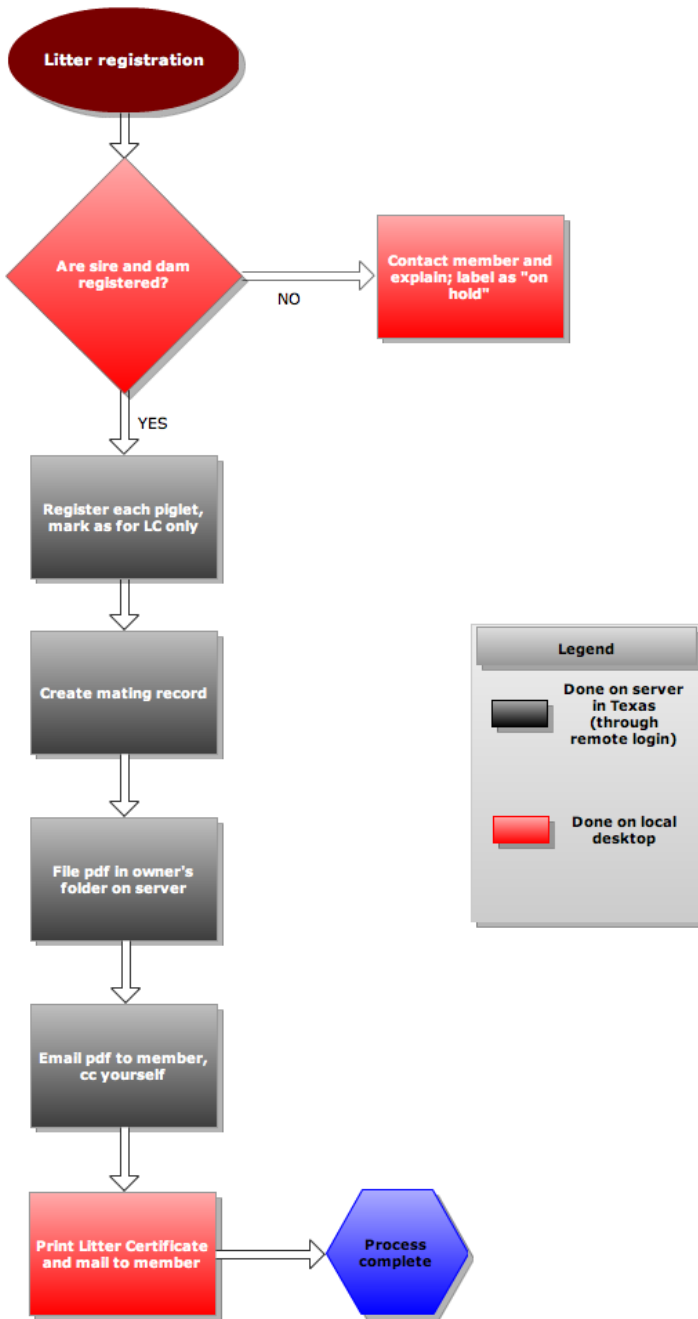 Litter registration
Are sire and dam
registered?
NO
Contact member and
explain; label as "on
hold"
YES
Register each piglet,
mark as for LC only
Create mating record
File pdf in owner's
folder on server
Email pdf to member,
cc yourself
Print Litter Certificate
and mail to member
Process
complete
Legend
Done on server
in Texas
(through
remote login)
Done on local
desktop